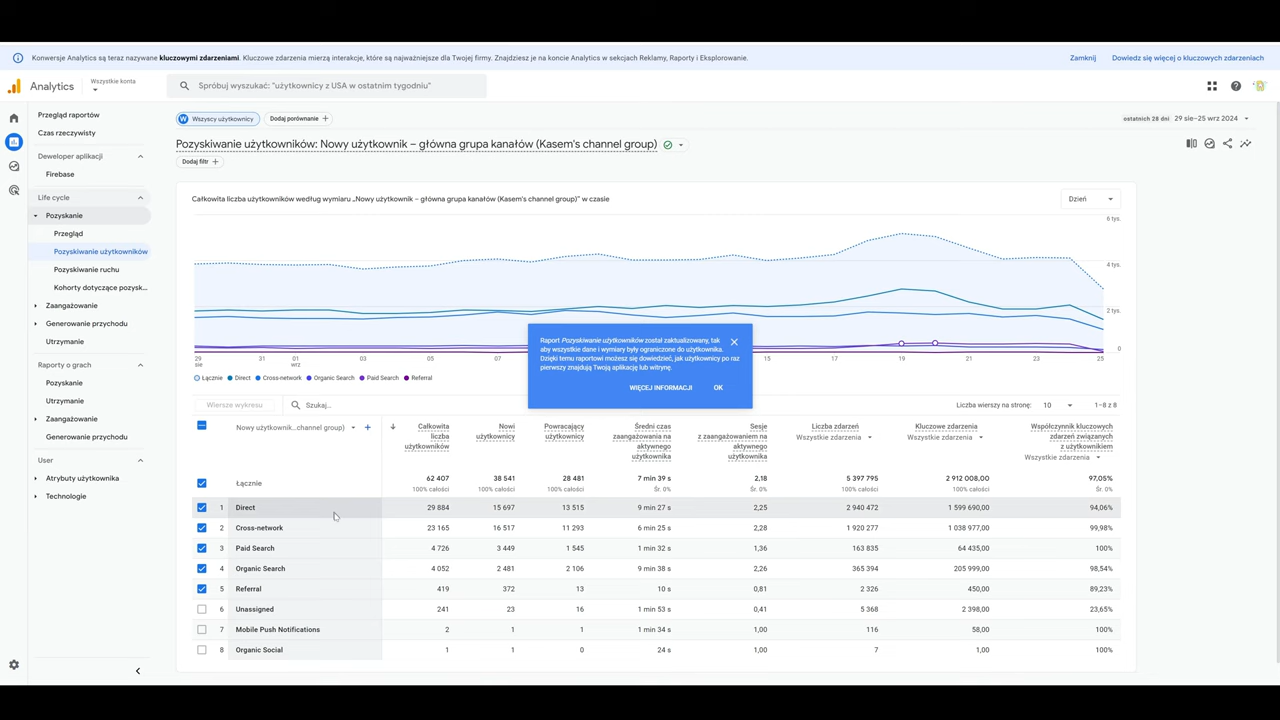 Konwersje Analytics są teraz nazywane kluczowymi zdarzeniami. Kluczowe zdarzenia mierzą interakcje, które są najważniejsze dla Twojej firmy. Znajdziesz je na koncie Analytics w sekcjach Reklamy, Raporty i Eksplorowanie.
Zamknij
Dowiedz się więcej o kluczowych zdarzeniach
Analytics
Wszystkie konta
Spróbuj wyszukać: "użytkownicy z USA w ostatnim tygodniu"
Przegląd raportów
Czas rzeczywisty
Deweloper aplikacji
Firebase
Life cycle
Pozyskanie
Przegląd
Pozyskiwanie użytkowników
Pozyskiwanie ruchu
Kohorty dotyczące pozysk...
Zaangażowanie
Generowanie przychodu
Utrzymanie
Raporty o grach
Pozyskanie
Utrzymanie
Zaangażowanie
Generowanie przychodu
User
Atrybuty użytkownika
Technologie
W Wszyscy użytkownicy
Dodaj porównanie +
ostatnich 28 dni 29 sie–25 wrz 2024
Pozyskiwanie użytkowników: Nowy użytkownik – główna grupa kanałów (Kasem's channel group)
Dodaj filtr +
Całkowita liczba użytkowników według wymiaru „Nowy użytkownik – główna grupa kanałów (Kasem's channel group)” w czasie
Dzień
6 tys.
4 tys.
2 tys.
0
29 sie
31
01 wrz
03
05
07
15
17
19
21
23
25
Łącznie Direct Cross-network Organic Search Paid Search Referral
Raport Pozyskiwanie użytkowników został zaktualizowany, tak
aby wszystkie dane i wymiary były ograniczone do użytkownika.
Dzięki temu raportowi możesz się dowiedzieć, jak użytkownicy po raz
pierwszy znajdują Twoją aplikację lub witrynę.
WIĘCEJ INFORMACJI OK
Wiersze wykresu
Szukaj...
Liczba wierszy na stronę: 10
1–8 z 8
Nowy użytkownik...channel group) +
Całkowita liczba użytkowników
Nowi użytkownicy
Powracający użytkownicy
Średni czas zaangażowania na aktywnego użytkownika
Sesje z zaangażowaniem na aktywnego użytkownika
Liczba zdarzeń
Wszystkie zdarzenia
Kluczowe zdarzenia
Wszystkie zdarzenia
Współczynnik kluczowych zdarzeń związanych z użytkownikiem
Wszystkie zdarzenia
Łącznie 62 407 38 541 28 481 7 min 39 s 2,18 5 397 795 2 912 008,00 97,05%
100% całości 100% całości 100% całości Śr. 0% Śr. 0% 100% całości 100% całości Śr. 0%
1 Direct 29 884 15 697 13 515 9 min 27 s 2,25 2 940 472 1 599 690,00 94,06%
2 Cross-network 23 165 16 517 11 293 6 min 25 s 2,28 1 920 277 1 038 977,00 99,98%
3 Paid Search 4 726 3 449 1 545 1 min 32 s 1,36 163 835 64 435,00 100%
4 Organic Search 4 052 2 481 2 106 9 min 38 s 2,26 365 394 205 999,00 98,54%
5 Referral 419 372 13 10 s 0,81 2 326 450,00 89,23%
6 Unassigned 241 23 16 1 min 53 s 0,41 5 368 2 398,00 23,65%
7 Mobile Push Notifications 2 1 1 1 min 34 s 1,00 116 58,00 100%
8 Organic Social 1 1 0 24 s 1,00 7 1,00 100%